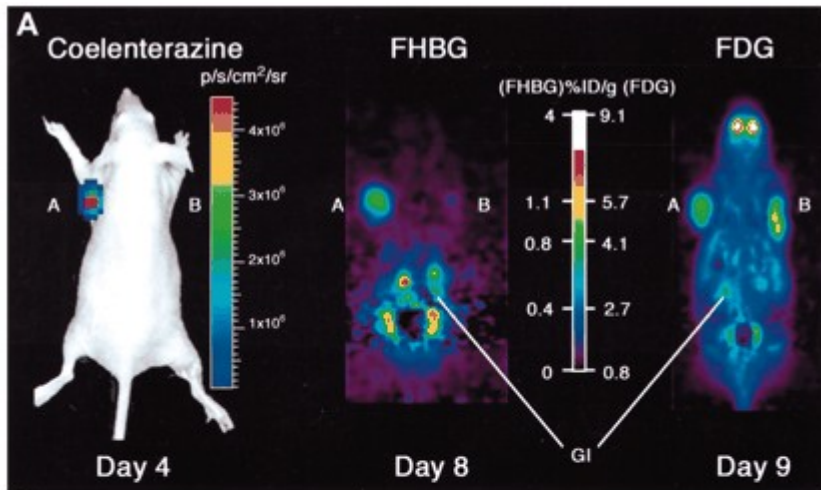 A
Coelenterazine
FHBG
FDG
p/s/cm²/sr
(FHBG)%ID/g (FDG)
4x10⁶
3x10⁶
2x10⁶
1x10⁶
A
B
A
B
4
9.1
1.1
5.7
0.8
4.1
0.4
2.7
0
0.8
A
B
GI
Day 4
Day 8
Day 9